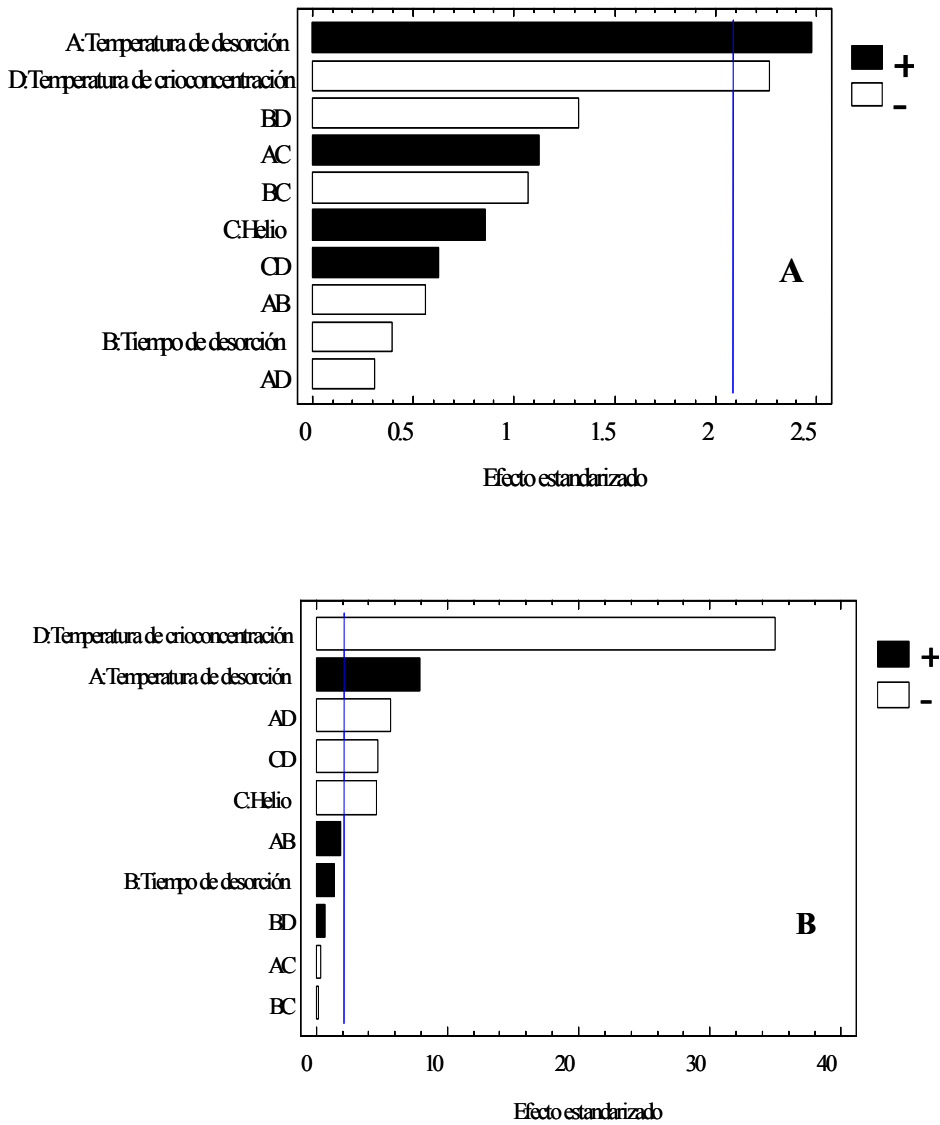 A:Temperatura de desorción
D:Temperatura de crioconcentración
BD
AC
BC
C:Helio
CD
AB
B:Tiempo de desorción
AD
+
-
A
0 0.5 1 1.5 2 2.5
Efecto estandarizado
D:Temperatura de crioconcentración
A:Temperatura de desorción
AD
CD
C:Helio
AB
B:Tiempo de desorción
BD
AC
BC
+
-
B
0 10 20 30 40
Efecto estandarizado